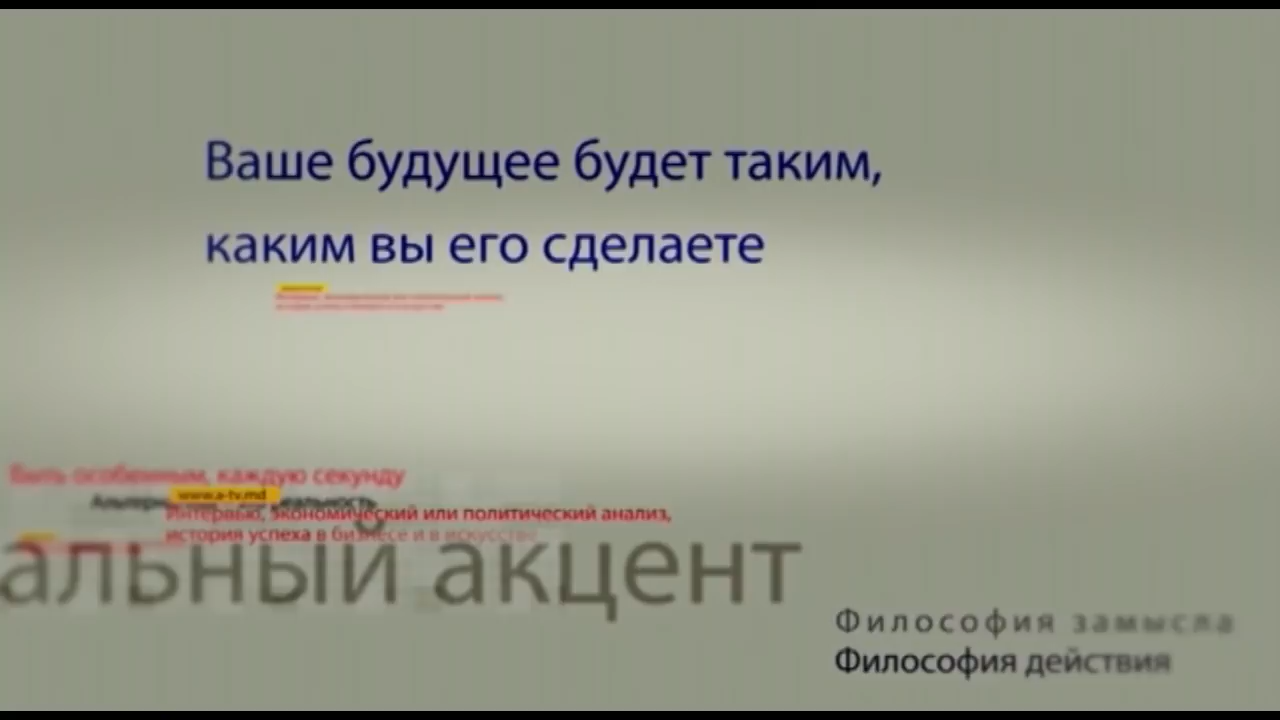 Ваше будущее будет таким,
каким вы его сделаете
Быть особенным, каждую секунду
www.a-tv.md
Интервью, экономический или политический анализ,
история успеха в бизнесе и в искусстве
альный акцент
Философия замысла
Философия действия